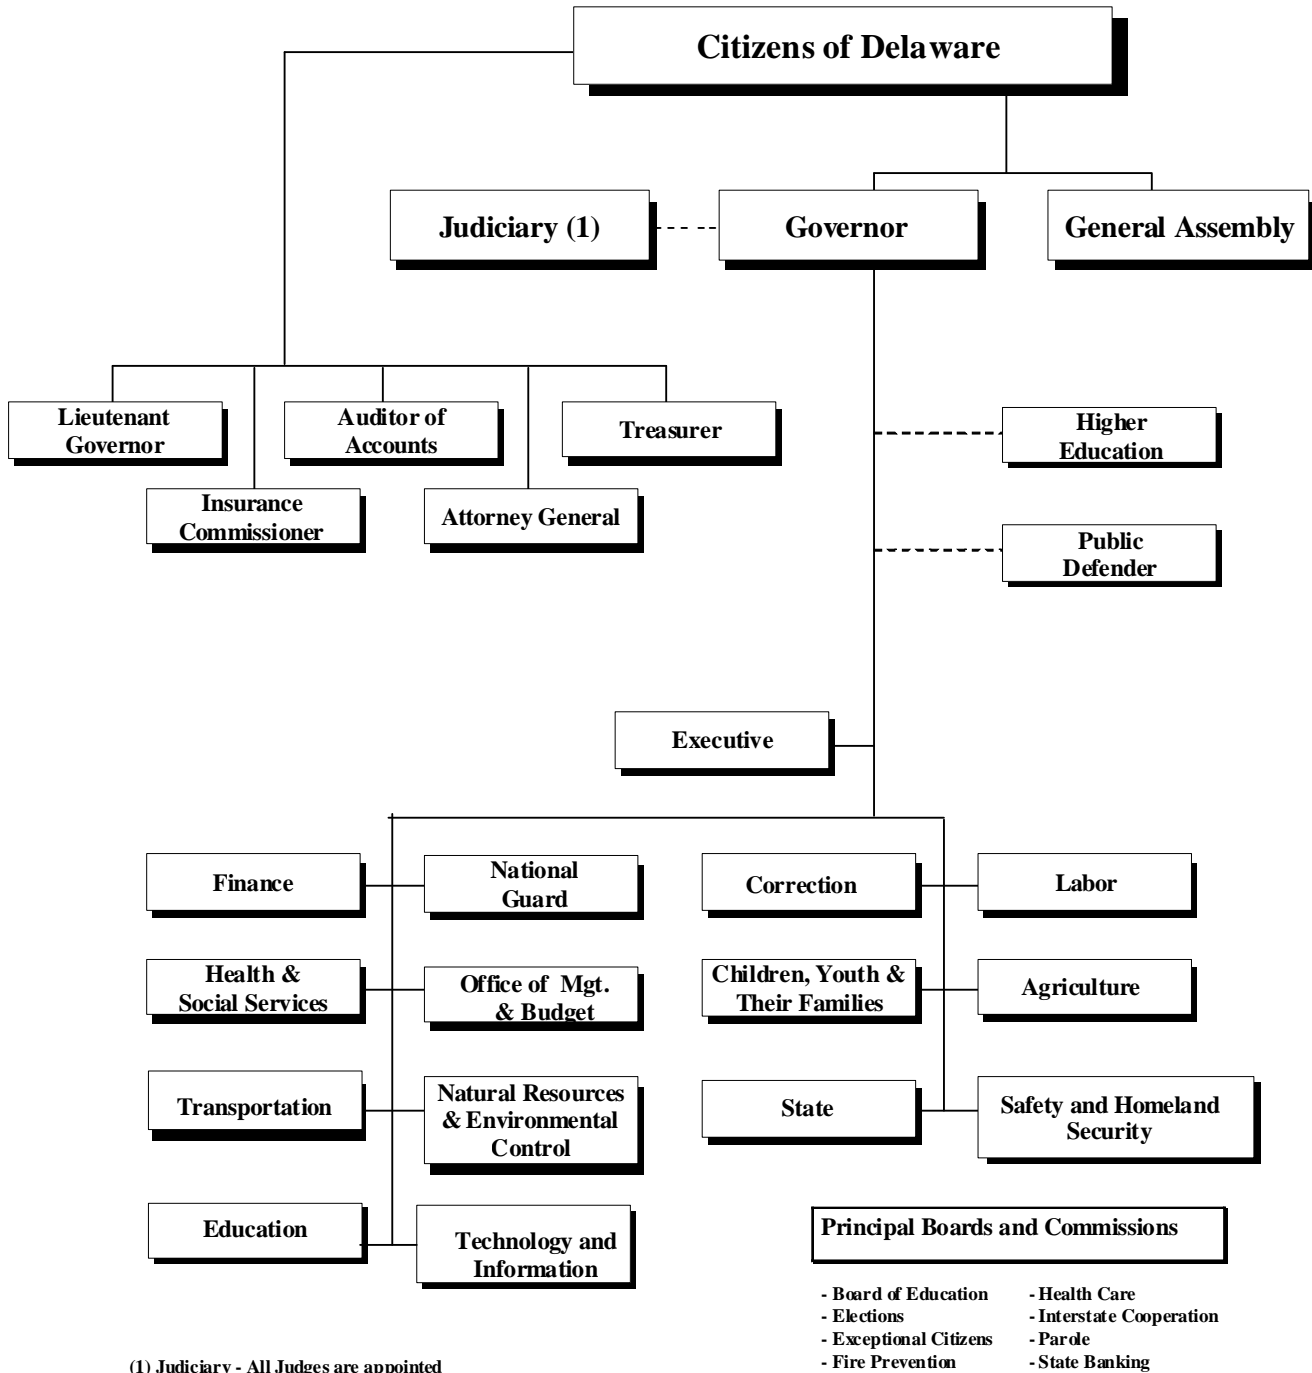 Citizens of Delaware
Judiciary (1)
Governor
General Assembly
Lieutenant
Governor
Auditor of
Accounts
Treasurer
Insurance
Commissioner
Attorney General
Higher
Education
Public
Defender
Executive
Finance
National
Guard
Correction
Labor
Health &
Social Services
Office of Mgt.
& Budget
Children, Youth &
Their Families
Agriculture
Transportation
Natural Resources
& Environmental
Control
State
Safety and Homeland
Security
Education
Technology and
Information
Principal Boards and Commissions
- Board of Education
- Elections
- Exceptional Citizens
- Fire Prevention
- Health Care
- Interstate Cooperation
- Parole
- State Banking
(1) Judiciary - All Judges are appointed